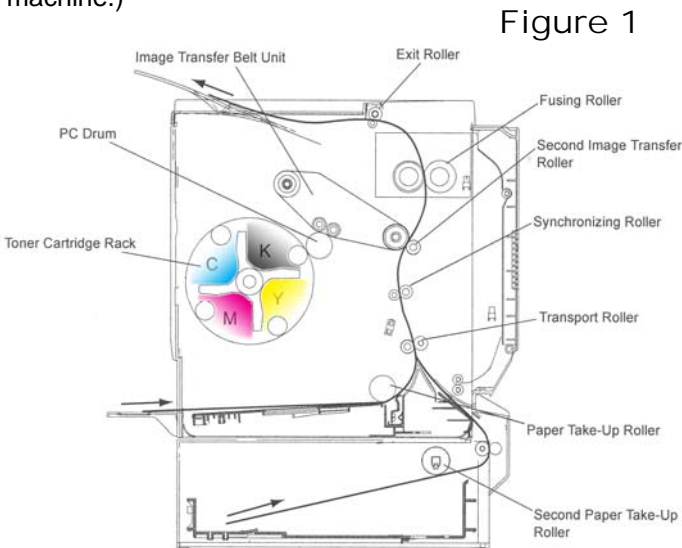 machine.)
Figure 1
Image Transfer Belt Unit
Exit Roller
Fusing Roller
PC Drum
Second Image Transfer
Roller
Synchronizing Roller
Toner Cartridge Rack
C
K
M
Y
Transport Roller
Paper Take-Up Roller
Second Paper Take-Up
Roller